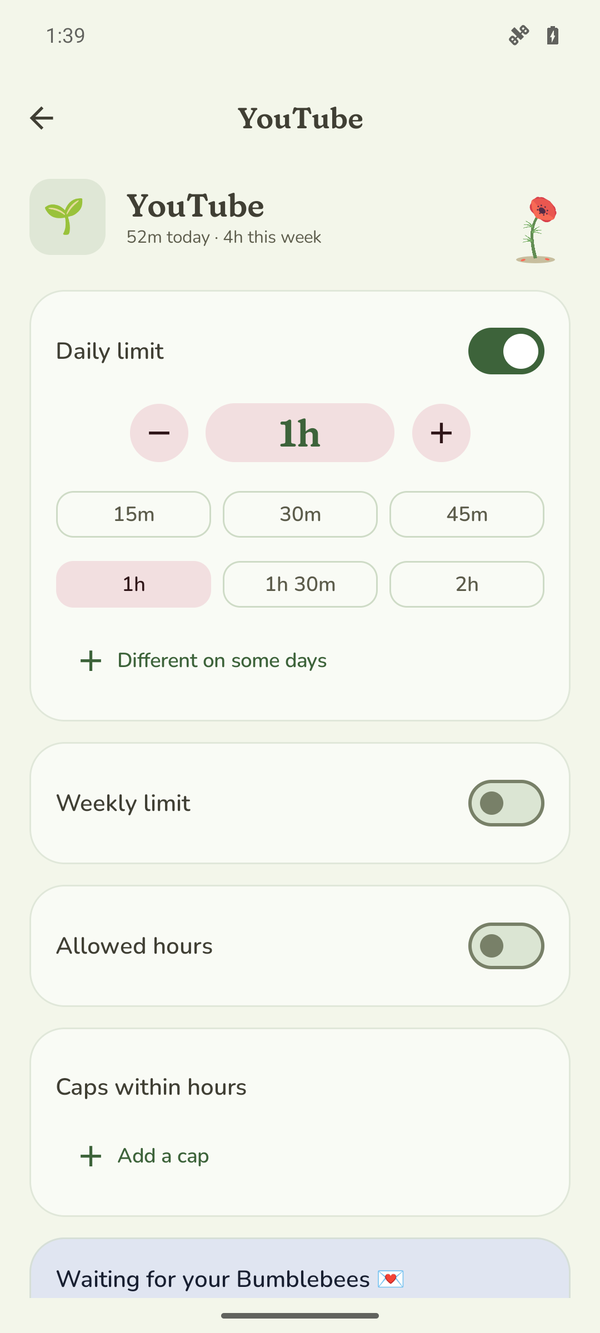 1:39
YouTube
YouTube
52m today · 4h this week
Daily limit
1h
15m
30m
45m
1h
1h 30m
2h
Different on some days
Weekly limit
Allowed hours
Caps within hours
Add a cap
Waiting for your Bumblebees 💌